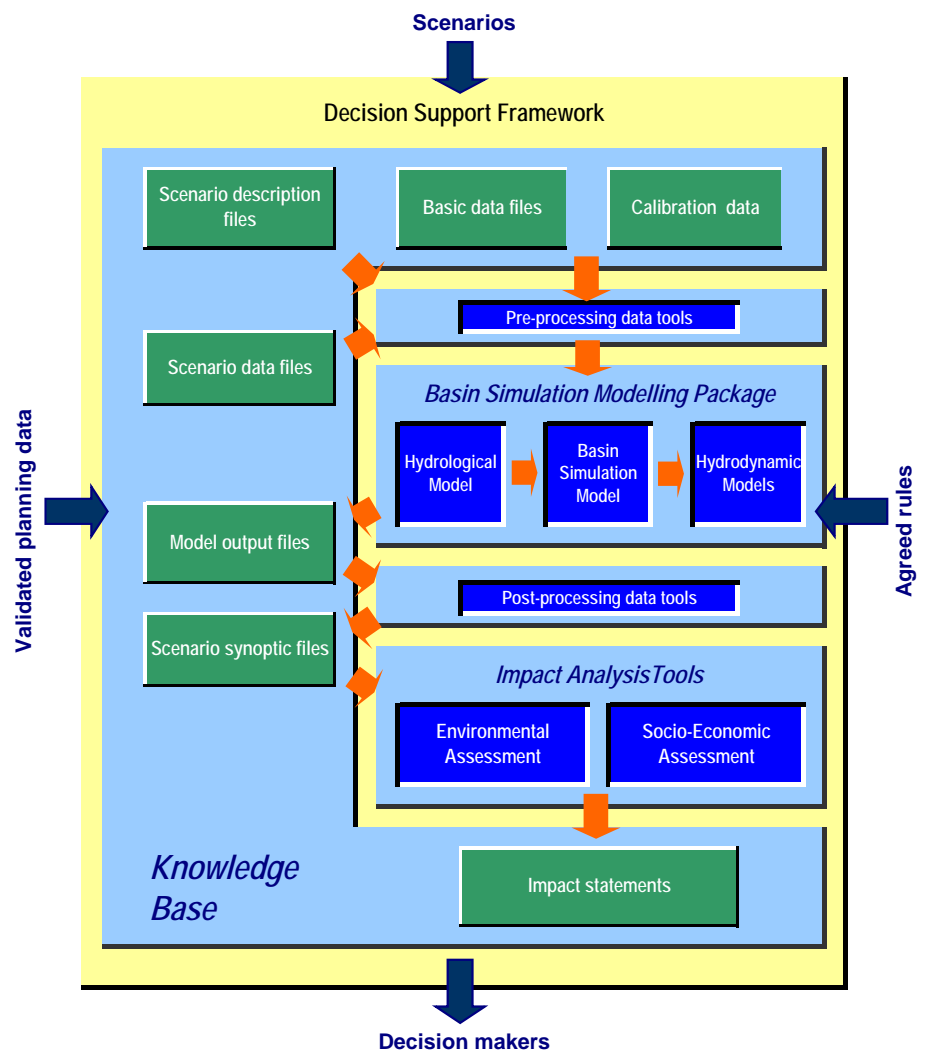 Scenarios
Decision Support Framework
Scenario description
files
Basic data files
Calibration data
Pre-processing data tools
Scenario data files
Basin Simulation Modelling Package
Hydrological
Model
Basin
Simulation
Model
Hydrodynamic
Models
Validated planning data
Agreed rules
Model output files
Post-processing data tools
Scenario synoptic files
Impact AnalysisTools
Environmental
Assessment
Socio-Economic
Assessment
Knowledge
Base
Impact statements
Decision makers